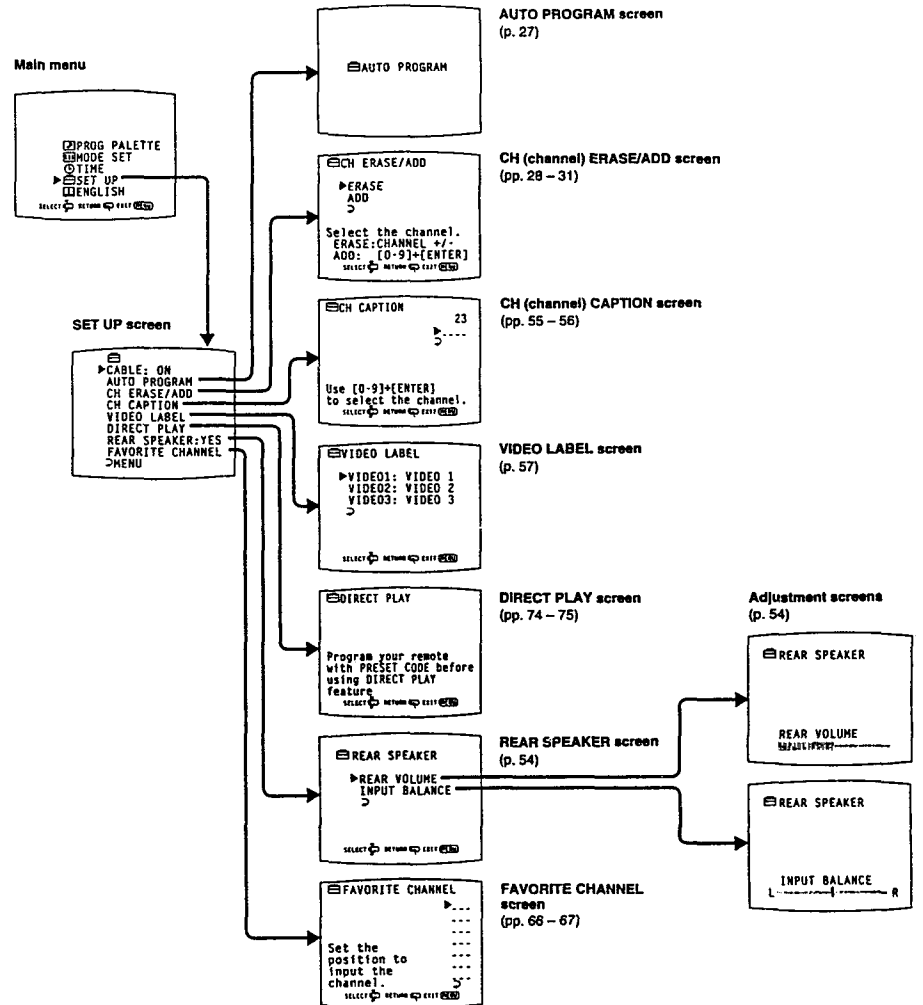 Main menu
PROG PALETTE
MODE SET
TIME
SET UP
ENGLISH
SELECT RETURN EXIT MENU
SET UP screen
CABLE: ON
AUTO PROGRAM
CH ERASE/ADD
CH CAPTION
VIDEO LABEL
DIRECT PLAY
REAR SPEAKER:YES
FAVORITE CHANNEL
MENU
AUTO PROGRAM
AUTO PROGRAM screen
(p. 27)
CH ERASE/ADD
ERASE
ADD
Select the channel.
ERASE:CHANNEL +/-
ADD: [0-9]+[ENTER]
SELECT RETURN EXIT MENU
CH (channel) ERASE/ADD screen
(pp. 28 – 31)
CH CAPTION
23
----
Use [0-9]+[ENTER]
to select the channel.
SELECT RETURN EXIT MENU
CH (channel) CAPTION screen
(pp. 55 – 56)
VIDEO LABEL
VIDEO1: VIDEO 1
VIDEO2: VIDEO 2
VIDEO3: VIDEO 3
SELECT RETURN EXIT MENU
VIDEO LABEL screen
(p. 57)
DIRECT PLAY
Program your remote
with PRESET CODE before
using DIRECT PLAY
feature
SELECT RETURN EXIT MENU
DIRECT PLAY screen
(pp. 74 – 75)
REAR SPEAKER
REAR VOLUME
INPUT BALANCE
SELECT RETURN EXIT MENU
REAR SPEAKER screen
(p. 54)
Adjustment screens
(p. 54)
REAR SPEAKER
REAR VOLUME
REAR SPEAKER
INPUT BALANCE
L R
FAVORITE CHANNEL
---
---
---
---
---
---
---
Set the
position to
input the
channel.
SELECT RETURN EXIT MENU
FAVORITE CHANNEL
screen
(pp. 66 – 67)